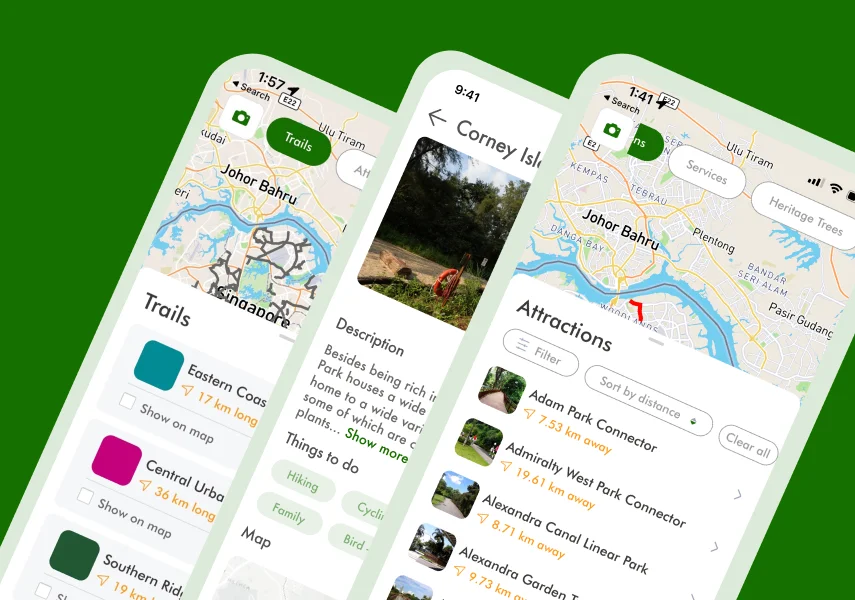 1:57
Search
E22
Trails
Ulu Tiram
Johor Bahru
Singapore
Trails
Eastern Coas
17 km long
Show on map
Central Urba
36 km long
Show on map
Southern Rid
19 km
9:41
Corney Isl
Description
Besides being rich in
Park houses a wide
home to a wide vari
some of which are c
plants... Show more
Things to do
Hiking
Cyclin
Family
Bird
Map
1:41
Search
E22
E2
ns
Services
Heritage Trees
Ulu Tiram
KEMPAS
TEBRAU
Johor Bahru
DANGA BAY
Plentong
BANDAR
SERI ALAM
Pasir Gudang
WOODLANDS
Attractions
Filter
Sort by distance
Clear all
Adam Park Connector
7.53 km away
Admiralty West Park Connector
19.61 km away
Alexandra Canal Linear Park
8.71 km away
Alexandra Garden T
9.73 km away